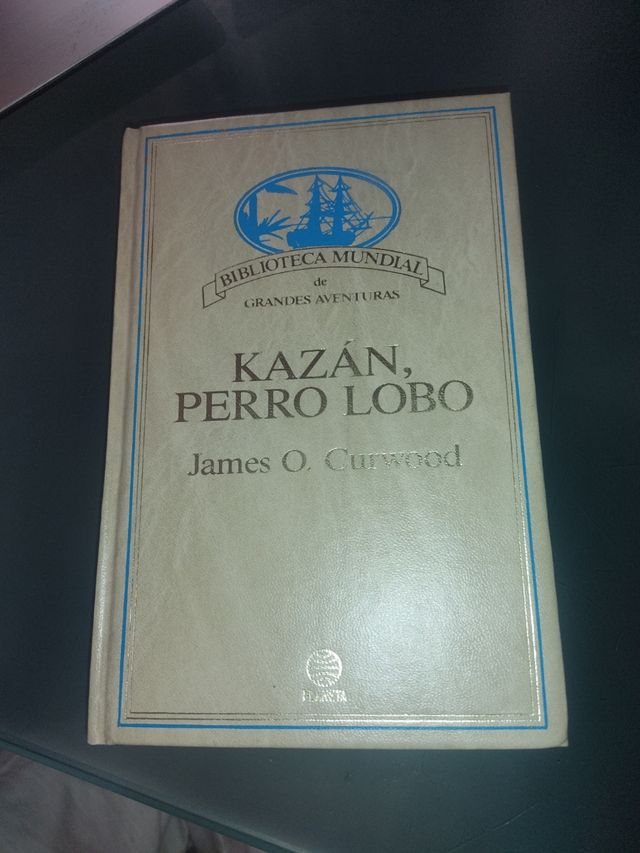 BIBLIOTECA MUNDIAL
de
GRANDES AVENTURAS
KAZÁN,
PERRO LOBO
James O. Curwood
PLANETA